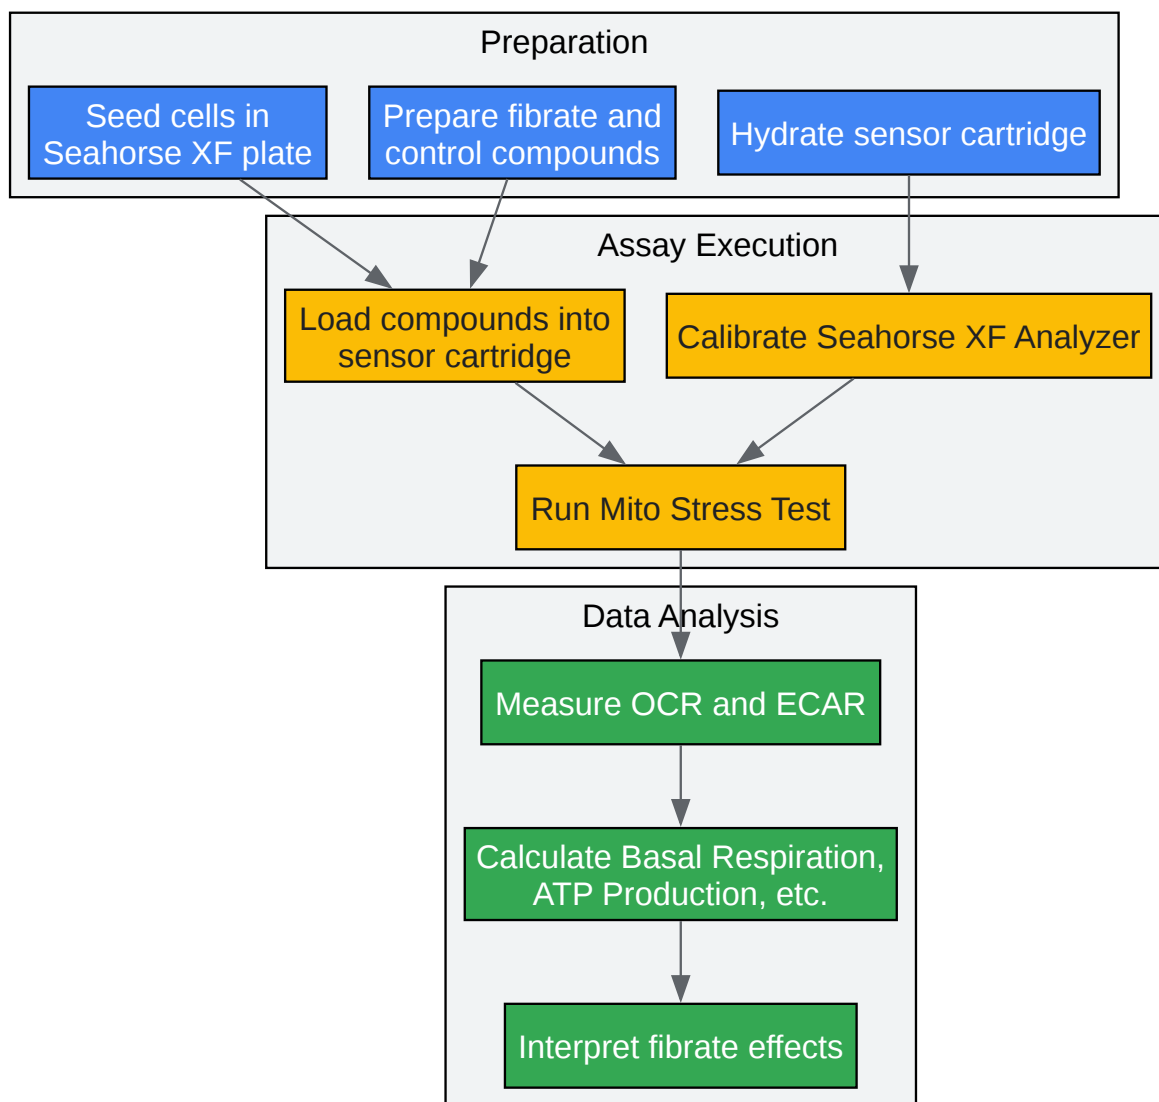 Preparation
Seed cells in
Seahorse XF plate
Prepare fibrate and
control compounds
Hydrate sensor cartridge
Assay Execution
Load compounds into
sensor cartridge
Calibrate Seahorse XF Analyzer
Run Mito Stress Test
Data Analysis
Measure OCR and ECAR
Calculate Basal Respiration,
ATP Production, etc.
Interpret fibrate effects